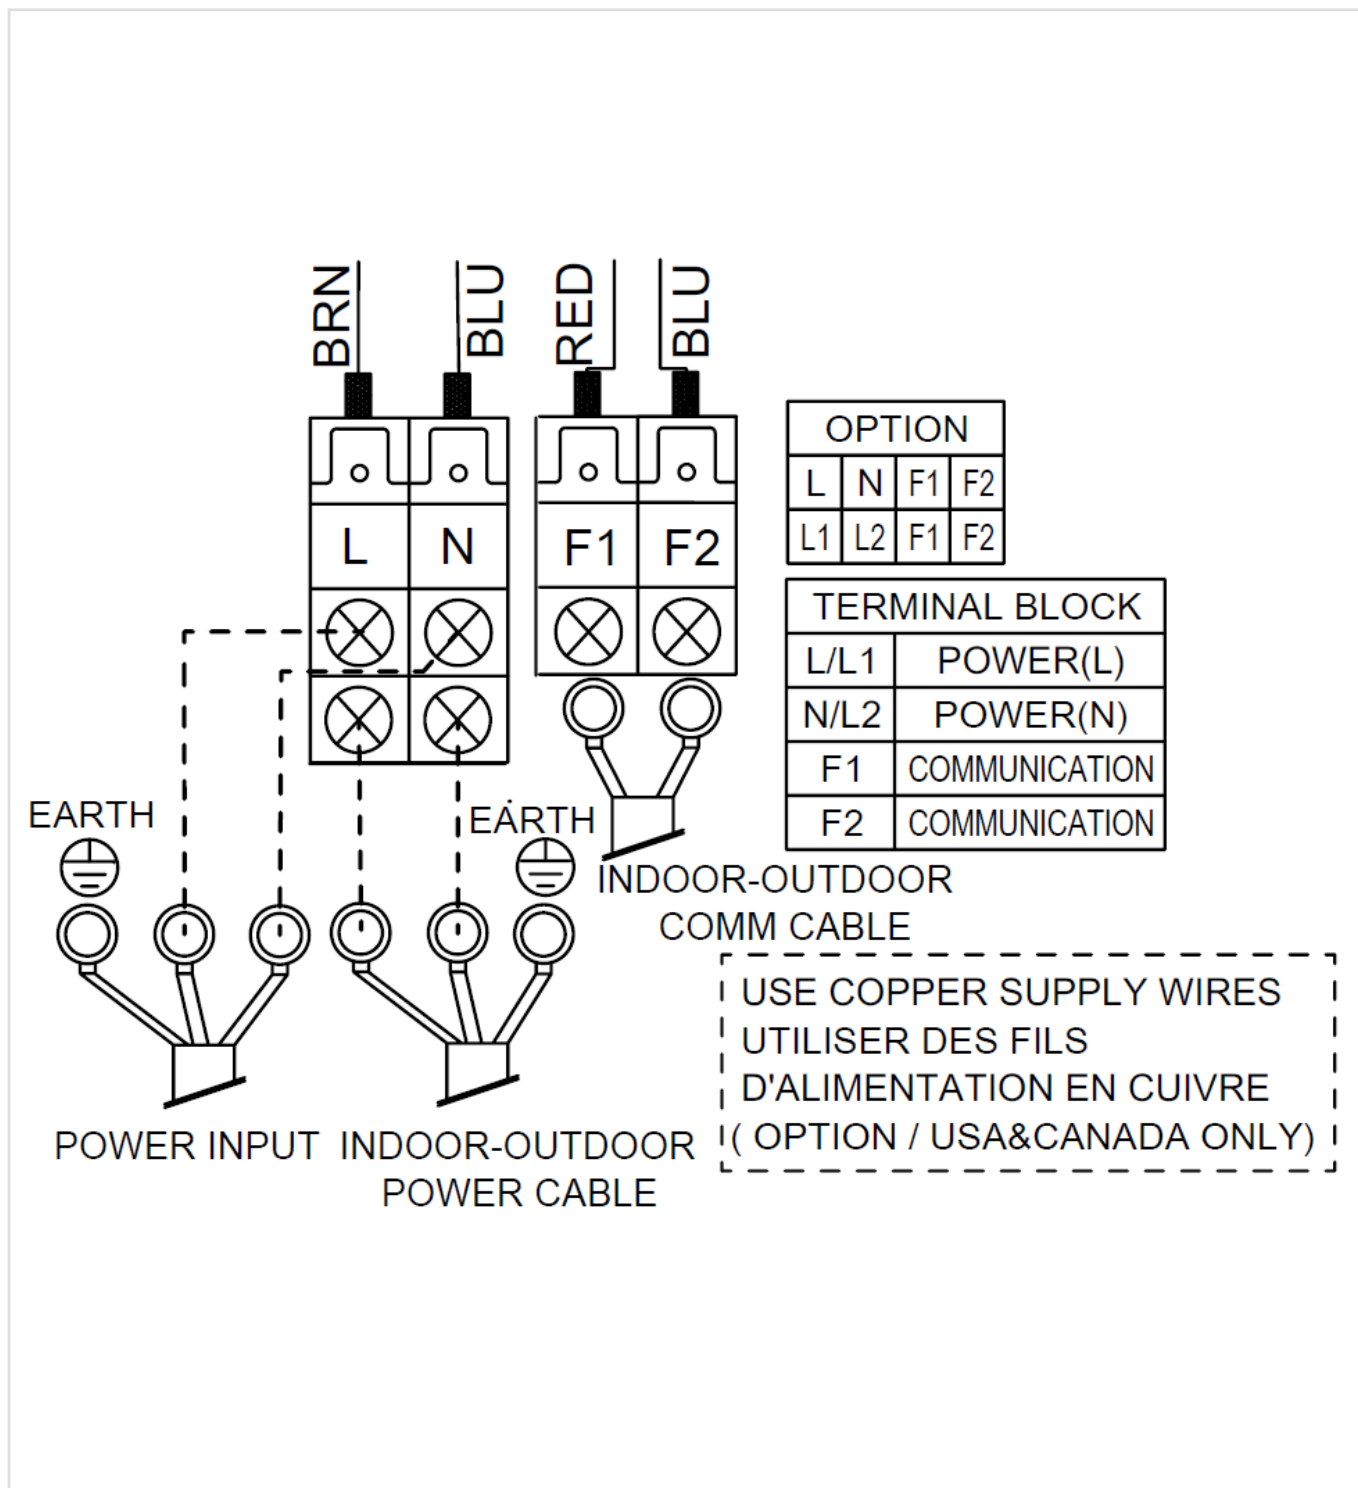 BRN
BLU
RED
BLU
L N
F1 F2
OPTION
L N F1 F2
L1 L2 F1 F2
TERMINAL BLOCK
L/L1 POWER(L)
N/L2 POWER(N)
F1 COMMUNICATION
F2 COMMUNICATION
EARTH
EARTH
INDOOR-OUTDOOR
COMM CABLE
POWER INPUT
INDOOR-OUTDOOR
POWER CABLE
USE COPPER SUPPLY WIRES
UTILISER DES FILS
D'ALIMENTATION EN CUIVRE
( OPTION / USA&CANADA ONLY)